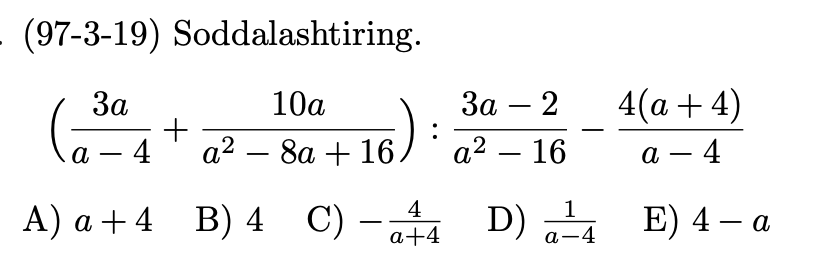 . (97-3-19) Soddalashtiring.
(3a/(a − 4) + 10a/(a² − 8a + 16)) : (3a − 2)/(a² − 16) − 4(a + 4)/(a − 4)
A) a + 4 B) 4 C) −4/(a+4) D) 1/(a−4) E) 4 − a